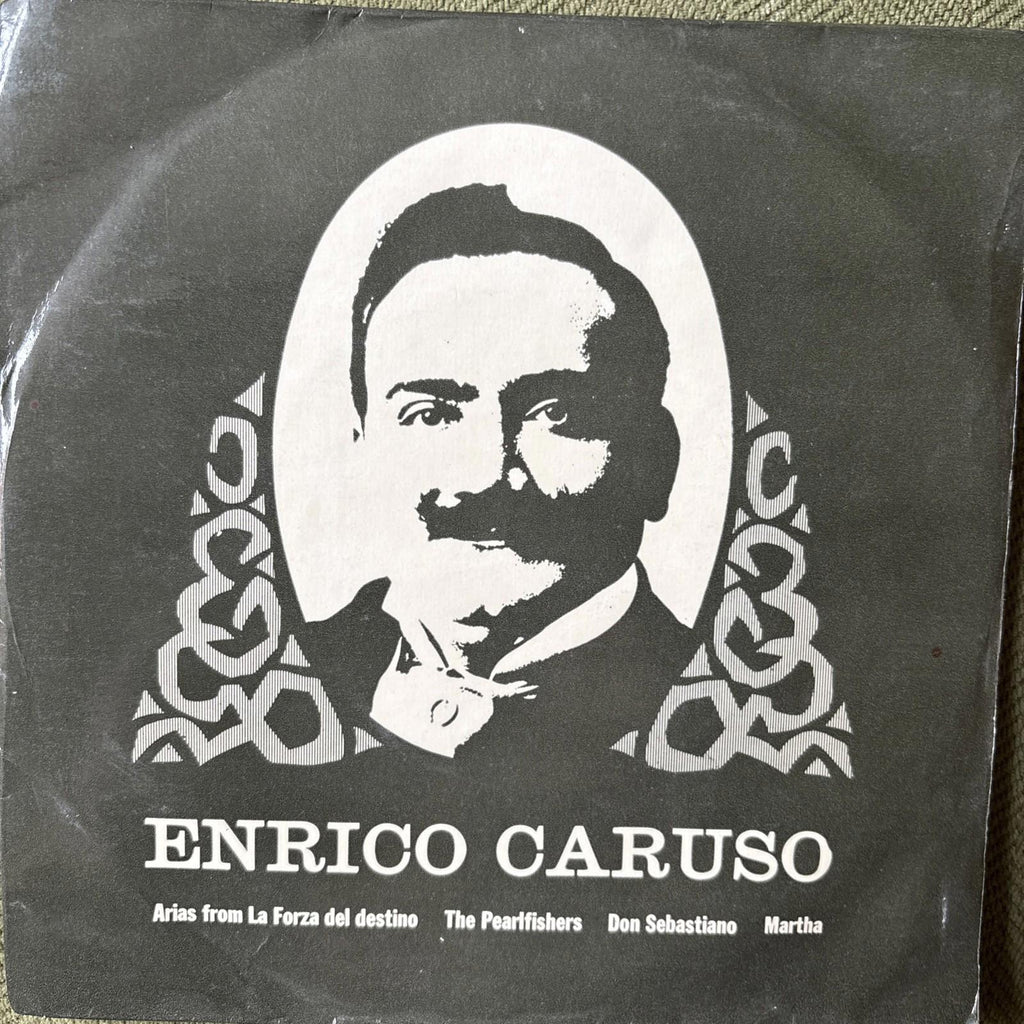 ENRICO CARUSO
Arias from La Forza del destino The Pearlfishers Don Sebastiano Martha